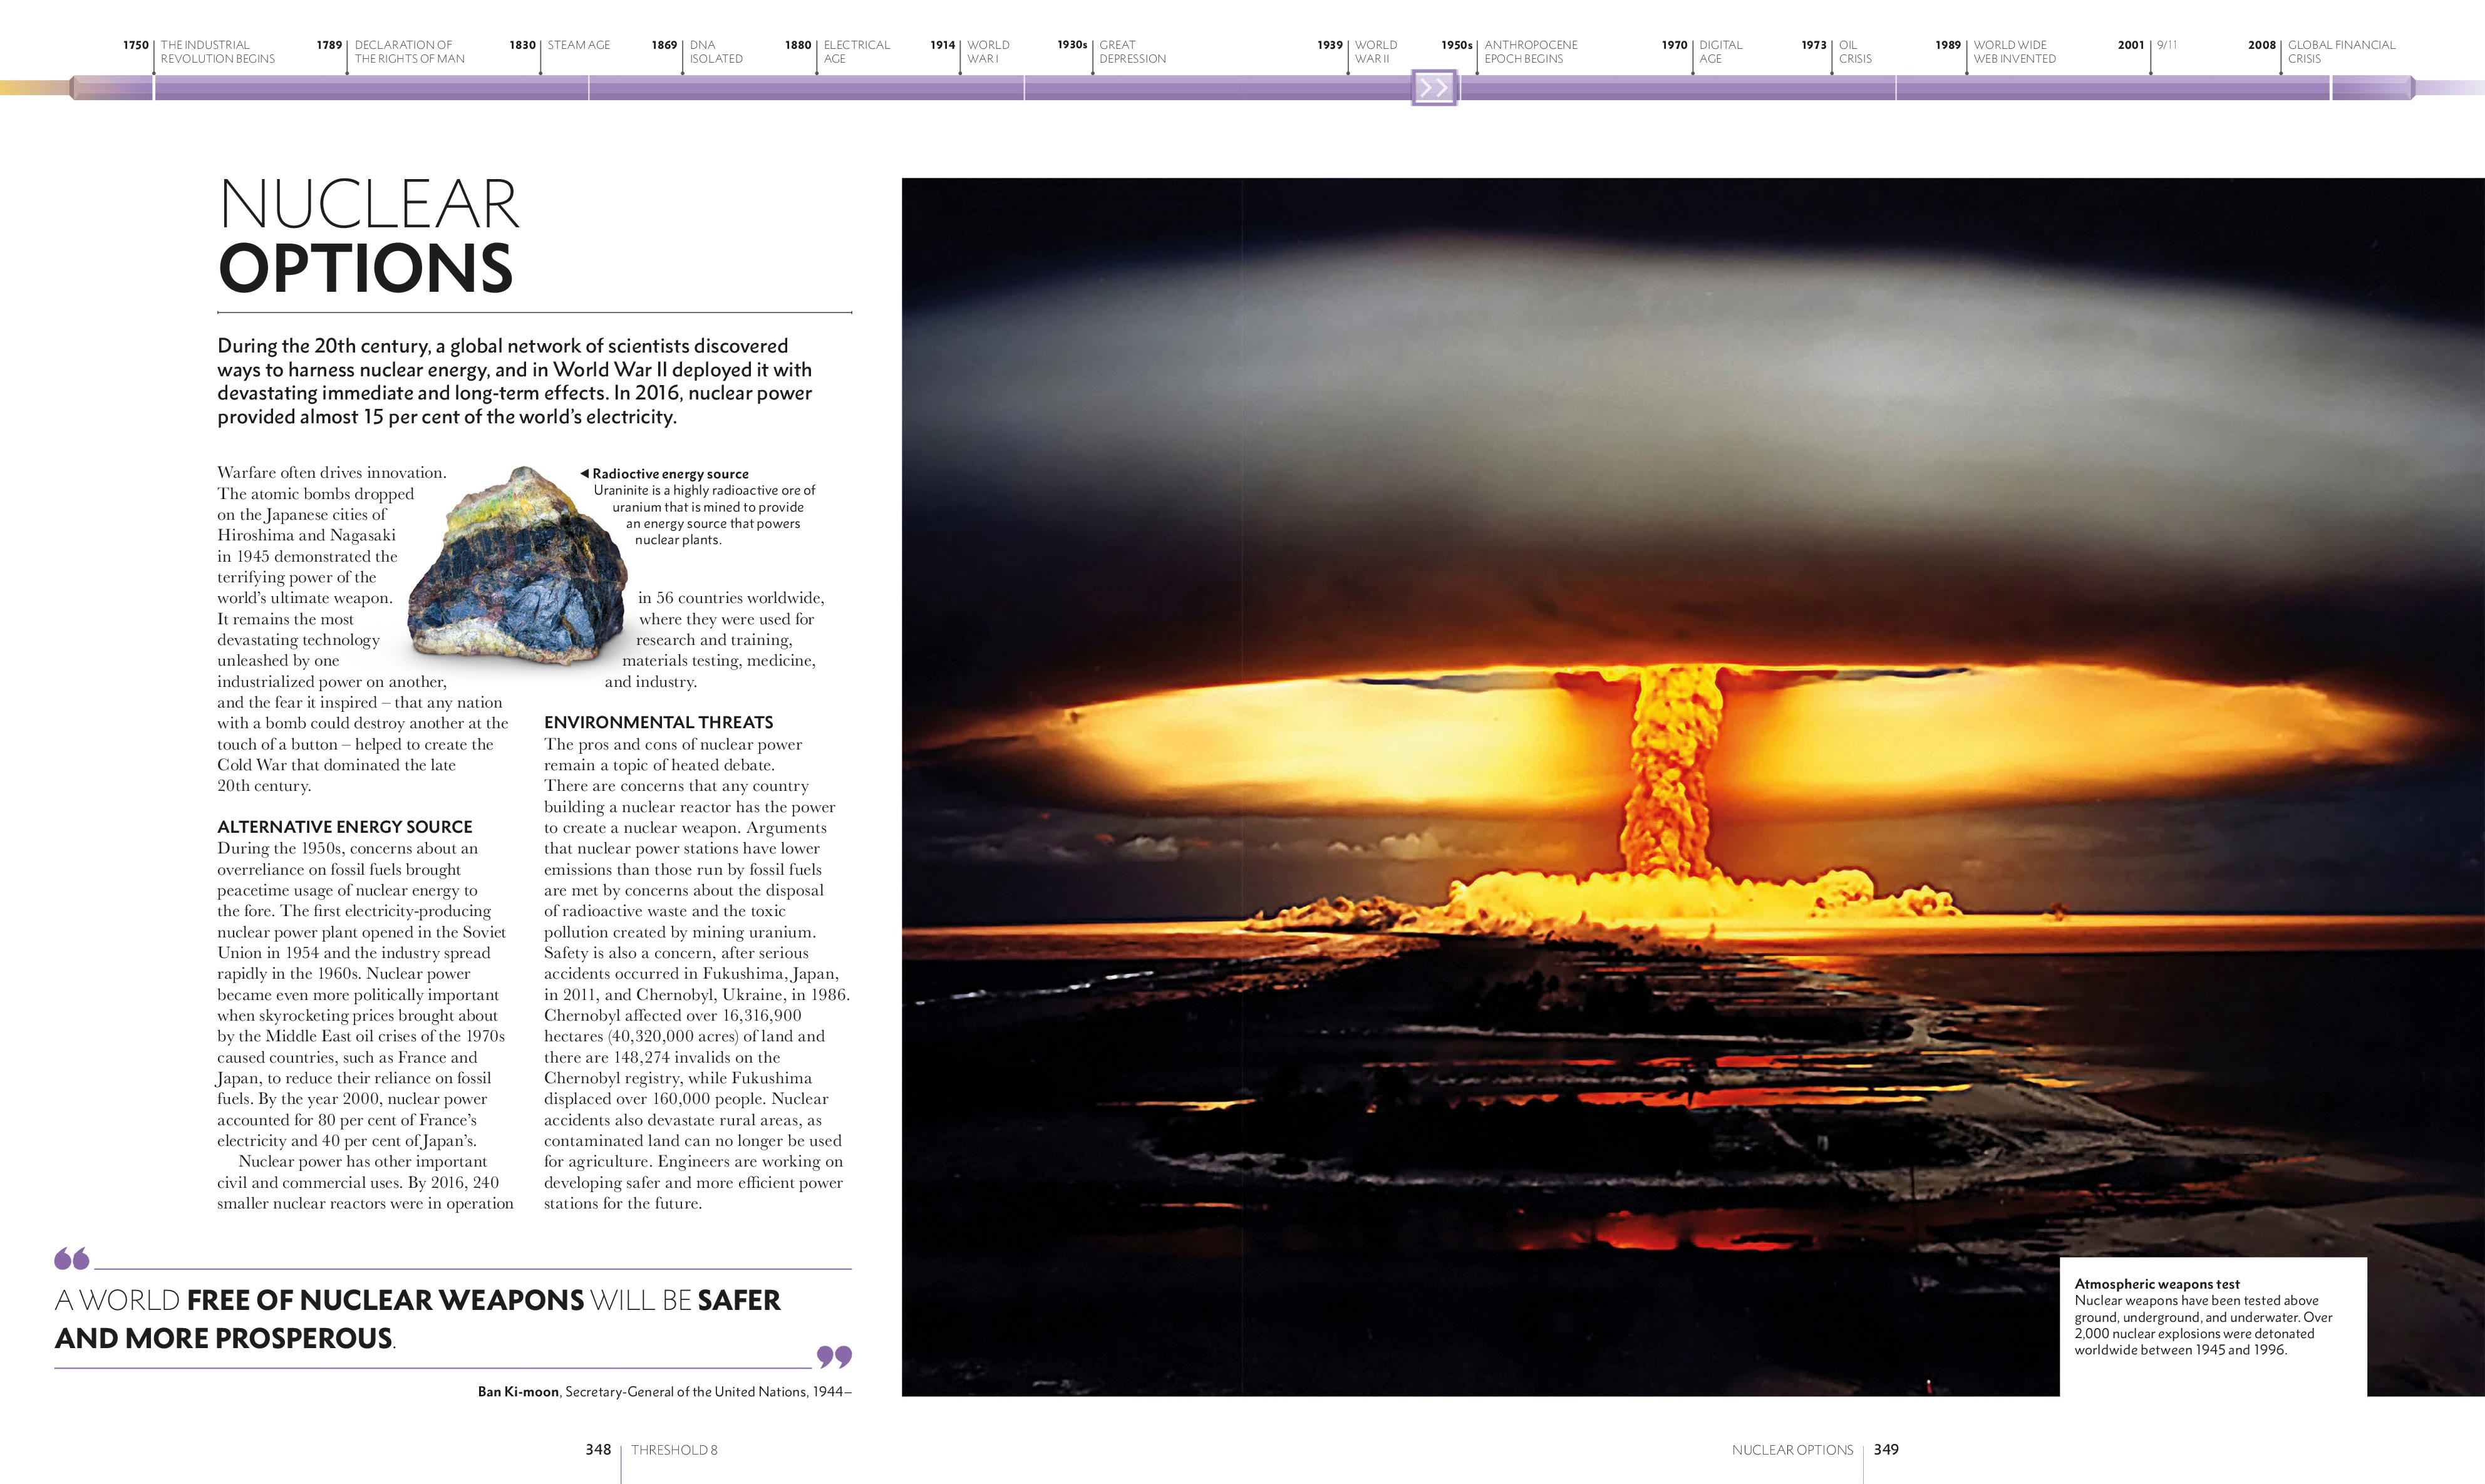 1750 THE INDUSTRIAL
REVOLUTION BEGINS
1789 DECLARATION OF
THE RIGHTS OF MAN
1830 STEAM AGE
1869 DNA
ISOLATED
1880 ELECTRICAL
AGE
1914 WORLD
WAR I
1930s GREAT
DEPRESSION
1939 WORLD
WAR II
1950s ANTHROPOCENE
EPOCH BEGINS
1970 DIGITAL
AGE
1973 OIL
CRISIS
1989 WORLD WIDE
WEB INVENTED
2001 9/11
2008 GLOBAL FINANCIAL
CRISIS
NUCLEAR
OPTIONS
During the 20th century, a global network of scientists discovered
ways to harness nuclear energy, and in World War II deployed it with
devastating immediate and long-term effects. In 2016, nuclear power
provided almost 15 per cent of the world's electricity.
Warfare often drives innovation.
The atomic bombs dropped
on the Japanese cities of
Hiroshima and Nagasaki
in 1945 demonstrated the
terrifying power of the
world's ultimate weapon.
It remains the most
devastating technology
unleashed by one
industrialized power on another,
and the fear it inspired – that any nation
with a bomb could destroy another at the
touch of a button – helped to create the
Cold War that dominated the late
20th century.
ALTERNATIVE ENERGY SOURCE
During the 1950s, concerns about an
overreliance on fossil fuels brought
peacetime usage of nuclear energy to
the fore. The first electricity-producing
nuclear power plant opened in the Soviet
Union in 1954 and the industry spread
rapidly in the 1960s. Nuclear power
became even more politically important
when skyrocketing prices brought about
by the Middle East oil crises of the 1970s
caused countries, such as France and
Japan, to reduce their reliance on fossil
fuels. By the year 2000, nuclear power
accounted for 80 per cent of France's
electricity and 40 per cent of Japan's.
Nuclear power has other important
civil and commercial uses. By 2016, 240
smaller nuclear reactors were in operation
◀ Radioctive energy source
Uraninite is a highly radioactive ore of
uranium that is mined to provide
an energy source that powers
nuclear plants.
in 56 countries worldwide,
where they were used for
research and training,
materials testing, medicine,
and industry.
ENVIRONMENTAL THREATS
The pros and cons of nuclear power
remain a topic of heated debate.
There are concerns that any country
building a nuclear reactor has the power
to create a nuclear weapon. Arguments
that nuclear power stations have lower
emissions than those run by fossil fuels
are met by concerns about the disposal
of radioactive waste and the toxic
pollution created by mining uranium.
Safety is also a concern, after serious
accidents occurred in Fukushima, Japan,
in 2011, and Chernobyl, Ukraine, in 1986.
Chernobyl affected over 16,316,900
hectares (40,320,000 acres) of land and
there are 148,274 invalids on the
Chernobyl registry, while Fukushima
displaced over 160,000 people. Nuclear
accidents also devastate rural areas, as
contaminated land can no longer be used
for agriculture. Engineers are working on
developing safer and more efficient power
stations for the future.
“
A WORLD FREE OF NUCLEAR WEAPONS WILL BE SAFER
AND MORE PROSPEROUS.
”
Ban Ki-moon, Secretary-General of the United Nations, 1944–
Atmospheric weapons test
Nuclear weapons have been tested above
ground, underground, and underwater. Over
2,000 nuclear explosions were detonated
worldwide between 1945 and 1996.
348 THRESHOLD 8
NUCLEAR OPTIONS 349